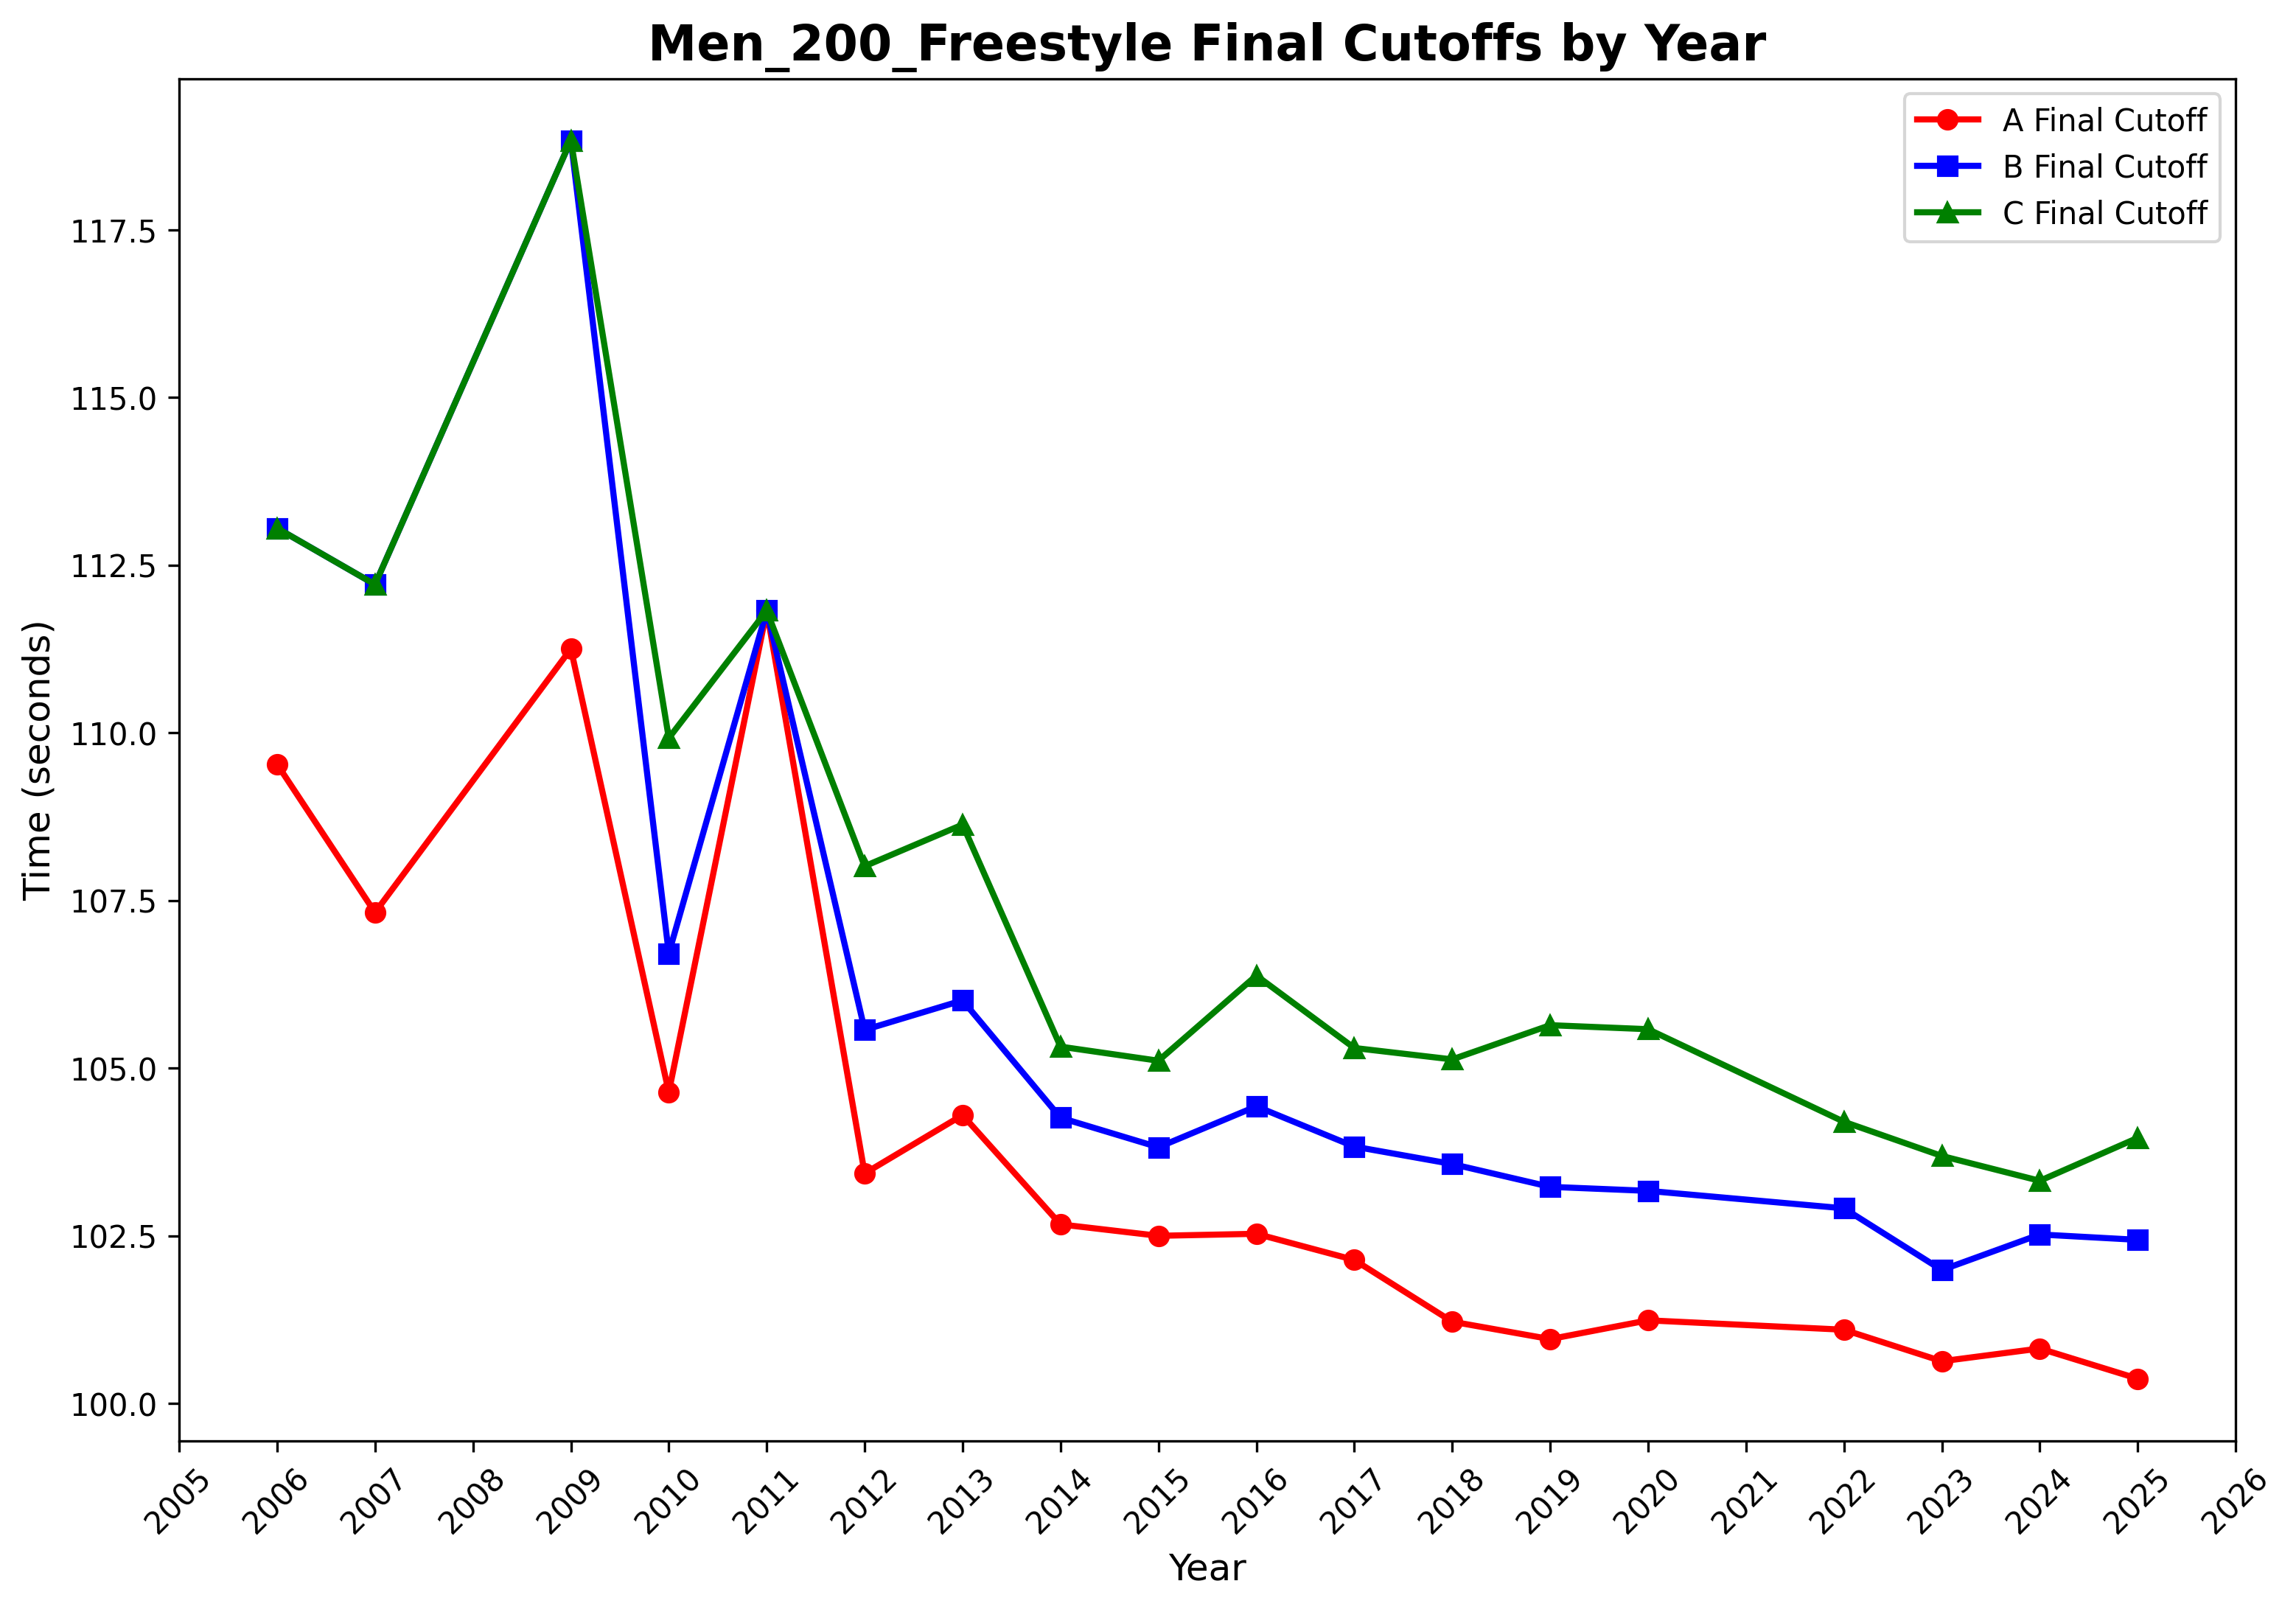 Men_200_Freestyle Final Cutoffs by Year
A Final Cutoff
B Final Cutoff
C Final Cutoff
Time (seconds)
117.5
115.0
112.5
110.0
107.5
105.0
102.5
100.0
2005 2006 2007 2008 2009 2010 2011 2012 2013 2014 2015 2016 2017 2018 2019 2020 2021 2022 2023 2024 2025 2026
Year